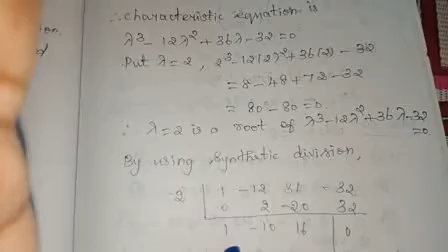 ∴ characteristic equation is
λ³ - 12λ² + 36λ - 32 = 0
Put λ = 2, 2³ - 12(2)² + 36(2) - 32
= 8 - 48 + 72 - 32
= 80 - 80 = 0
∴ λ = 2 is a root of λ³ - 12λ² + 36λ - 32 = 0
By using synthetic division,
2 | 1 -12 36 -32
0 2 -20 32
1 -10 16 | 0